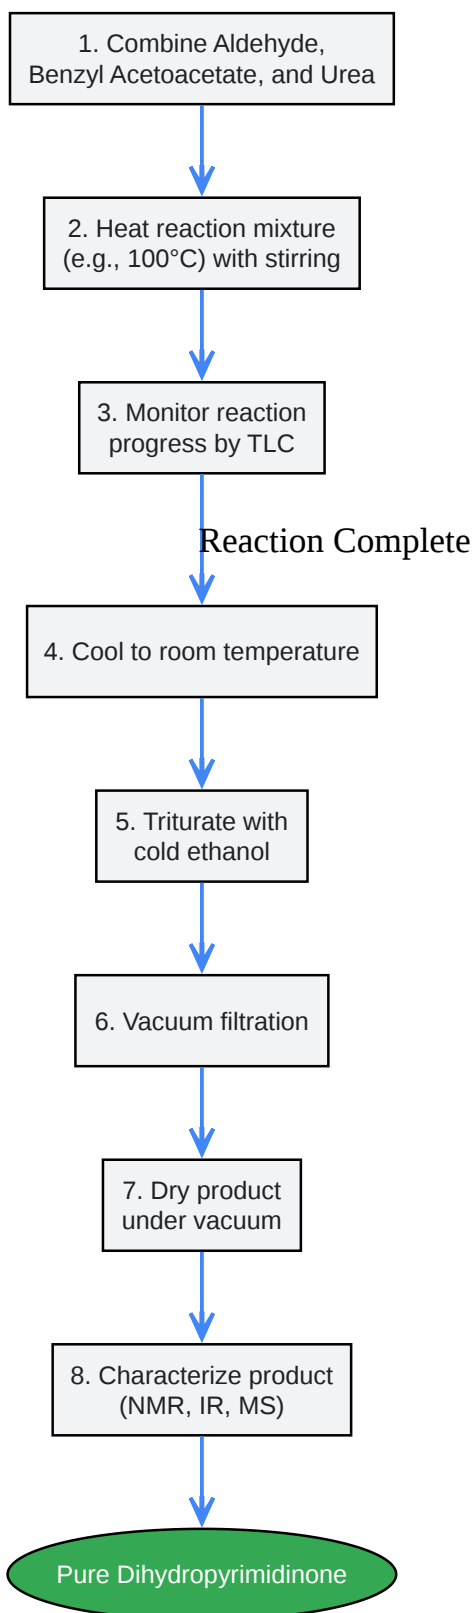 1. Combine Aldehyde,
Benzyl Acetoacetate, and Urea
2. Heat reaction mixture
(e.g., 100°C) with stirring
3. Monitor reaction
progress by TLC
Reaction Complete
4. Cool to room temperature
5. Triturate with
cold ethanol
6. Vacuum filtration
7. Dry product
under vacuum
8. Characterize product
(NMR, IR, MS)
Pure Dihydropyrimidinone